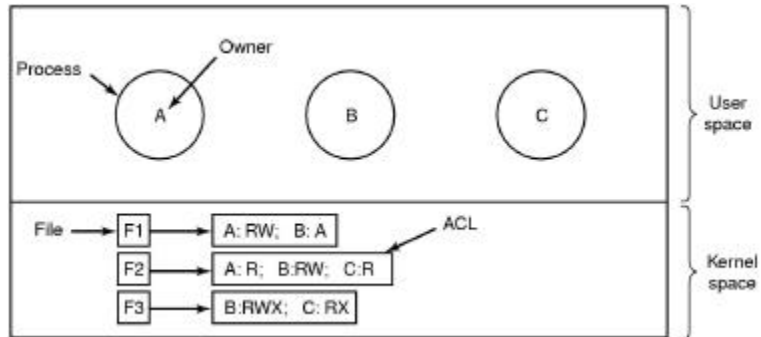 Owner
Process
A
B
C
User
space
File
F1
A: RW; B: A
ACL
F2
A: R; B:RW; C:R
F3
B:RWX; C: RX
Kernel
space